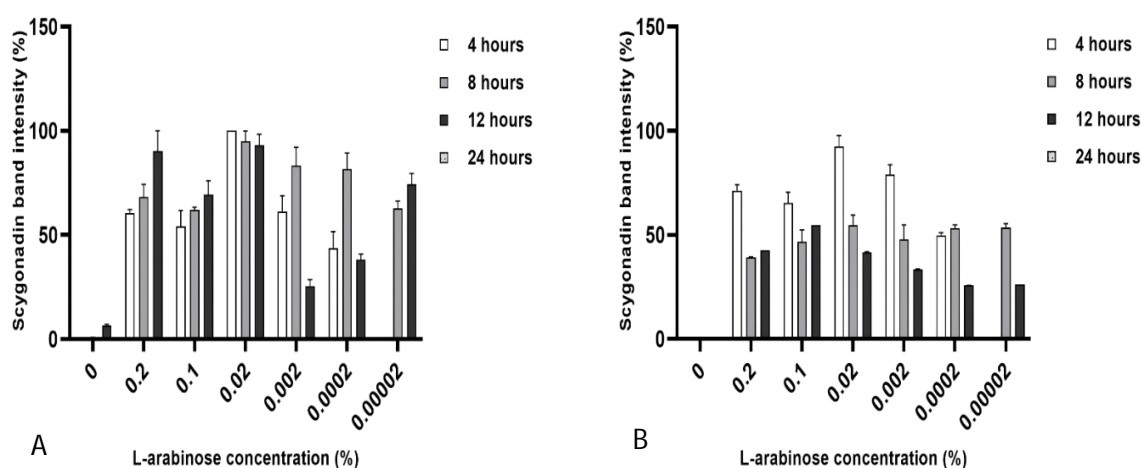 150
100
50
0
Scygonadin band intensity (%)
4 hours
8 hours
12 hours
24 hours
0
0.2
0.1
0.02
0.002
0.0002
0.00002
L-arabinose concentration (%)
A
150
100
50
0
Scygonadin band intensity (%)
4 hours
8 hours
12 hours
24 hours
0
0.2
0.1
0.02
0.002
0.0002
0.00002
L-arabinose concentration (%)
B